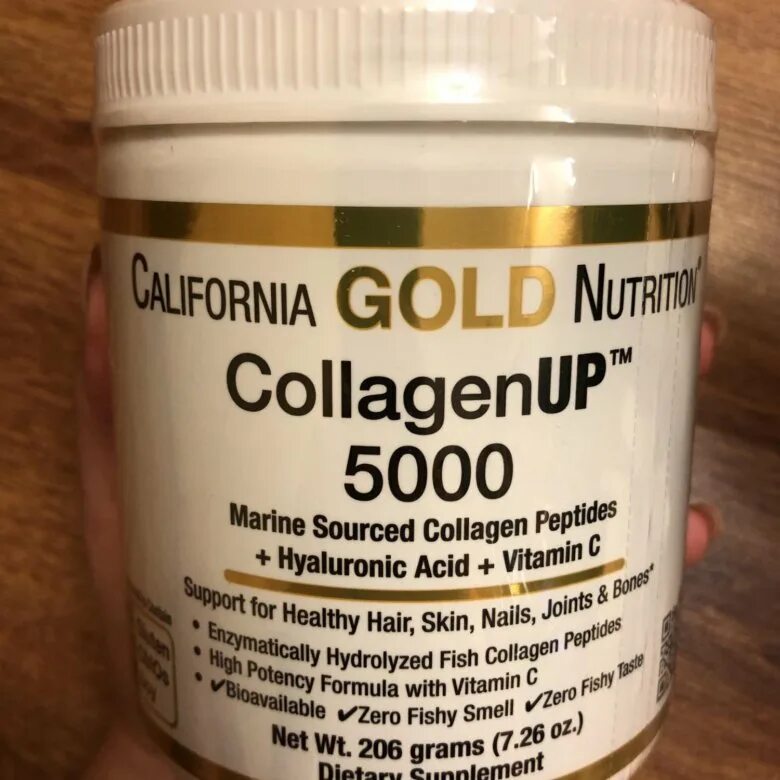 CALIFORNIA GOLD NUTRITION®
CollagenUP™
5000
Marine Sourced Collagen Peptides
+ Hyaluronic Acid + Vitamin C
Support for Healthy Hair, Skin, Nails, Joints & Bones*
• Enzymatically Hydrolyzed Fish Collagen Peptides
• High Potency Formula with Vitamin C
• ✔Bioavailable ✔Zero Fishy Smell ✔Zero Fishy Taste
Net Wt. 206 grams (7.26 oz.)
Dietary Supplement